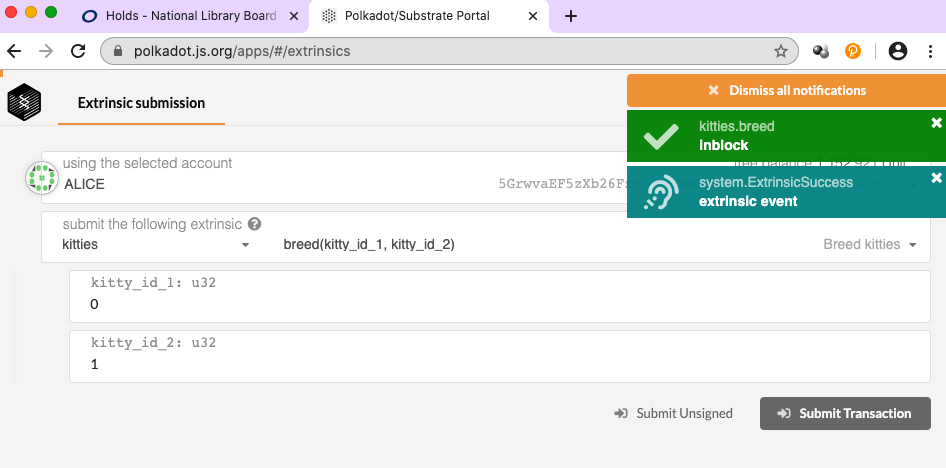 Holds - National Library Board
Polkadot/Substrate Portal
polkadot.js.org/apps/#/extrinsics
Dismiss all notifications
Extrinsic submission
kitties.breed
inblock
using the selected account
ALICE
5GrwvaEF5zXb26F
system.ExtrinsicSuccess
extrinsic event
submit the following extrinsic
kitties
breed(kitty_id_1, kitty_id_2)
Breed kitties
kitty_id_1: u32
0
kitty_id_2: u32
1
Submit Unsigned
Submit Transaction